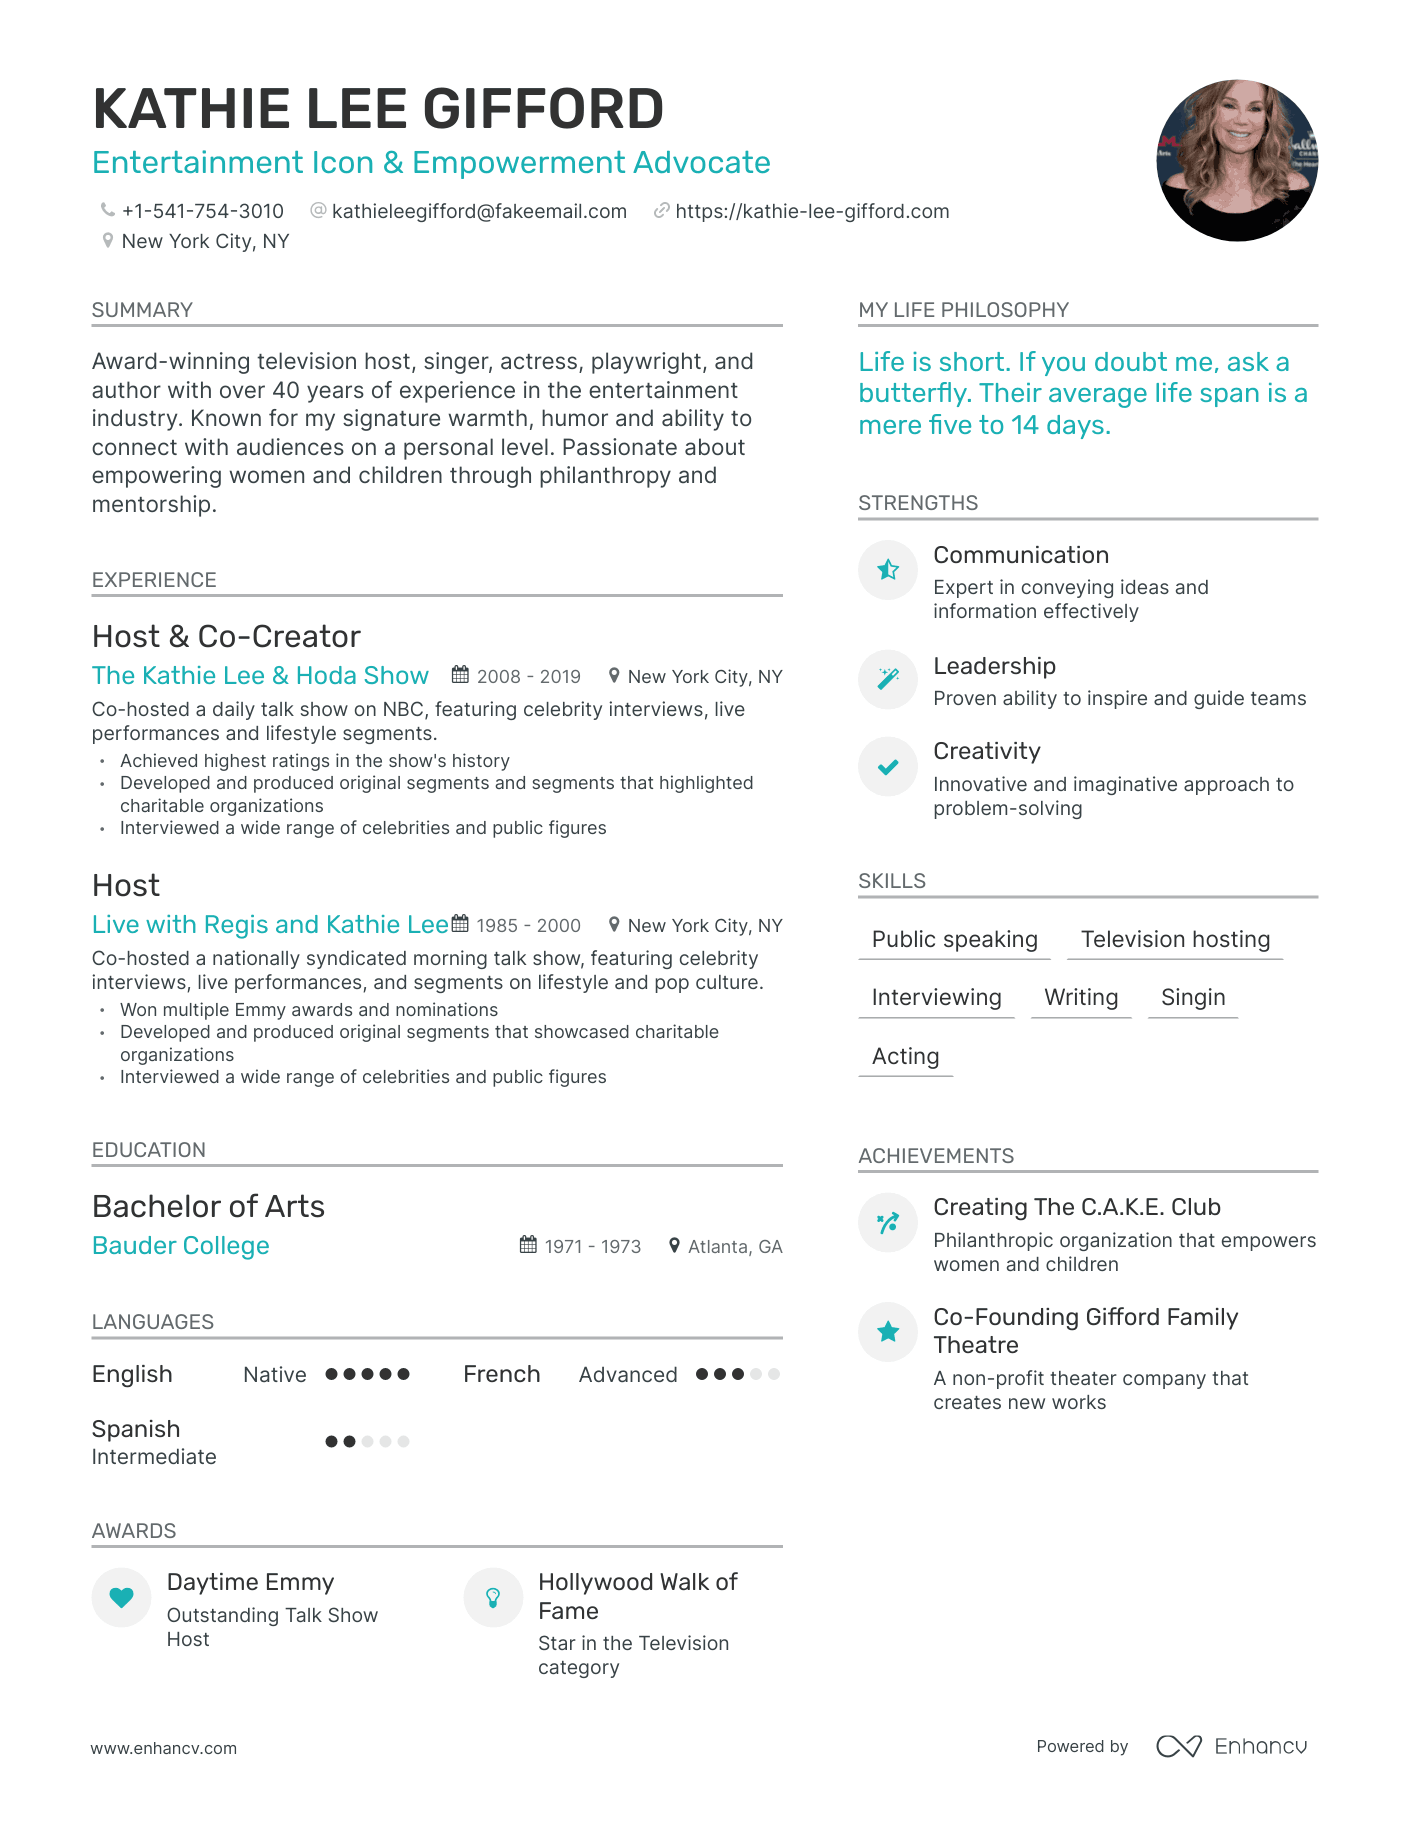 KATHIE LEE GIFFORD
Entertainment Icon & Empowerment Advocate
+1-541-754-3010 kathieleegifford@fakeemail.com https://kathie-lee-gifford.com
New York City, NY
SUMMARY
Award-winning television host, singer, actress, playwright, and
author with over 40 years of experience in the entertainment
industry. Known for my signature warmth, humor and ability to
connect with audiences on a personal level. Passionate about
empowering women and children through philanthropy and
mentorship.
EXPERIENCE
Host & Co-Creator
The Kathie Lee & Hoda Show 2008 - 2019 New York City, NY
Co-hosted a daily talk show on NBC, featuring celebrity interviews, live
performances and lifestyle segments.
• Achieved highest ratings in the show's history
• Developed and produced original segments and segments that highlighted
charitable organizations
• Interviewed a wide range of celebrities and public figures
Host
Live with Regis and Kathie Lee 1985 - 2000 New York City, NY
Co-hosted a nationally syndicated morning talk show, featuring celebrity
interviews, live performances, and segments on lifestyle and pop culture.
• Won multiple Emmy awards and nominations
• Developed and produced original segments that showcased charitable
organizations
• Interviewed a wide range of celebrities and public figures
EDUCATION
Bachelor of Arts
Bauder College 1971 - 1973 Atlanta, GA
LANGUAGES
English Native French Advanced
Spanish
Intermediate
AWARDS
Daytime Emmy
Outstanding Talk Show
Host
Hollywood Walk of
Fame
Star in the Television
category
MY LIFE PHILOSOPHY
Life is short. If you doubt me, ask a
butterfly. Their average life span is a
mere five to 14 days.
STRENGTHS
Communication
Expert in conveying ideas and
information effectively
Leadership
Proven ability to inspire and guide teams
Creativity
Innovative and imaginative approach to
problem-solving
SKILLS
Public speaking Television hosting
Interviewing Writing Singin
Acting
ACHIEVEMENTS
Creating The C.A.K.E. Club
Philanthropic organization that empowers
women and children
Co-Founding Gifford Family
Theatre
A non-profit theater company that
creates new works
www.enhancv.com
Powered by Enhancv